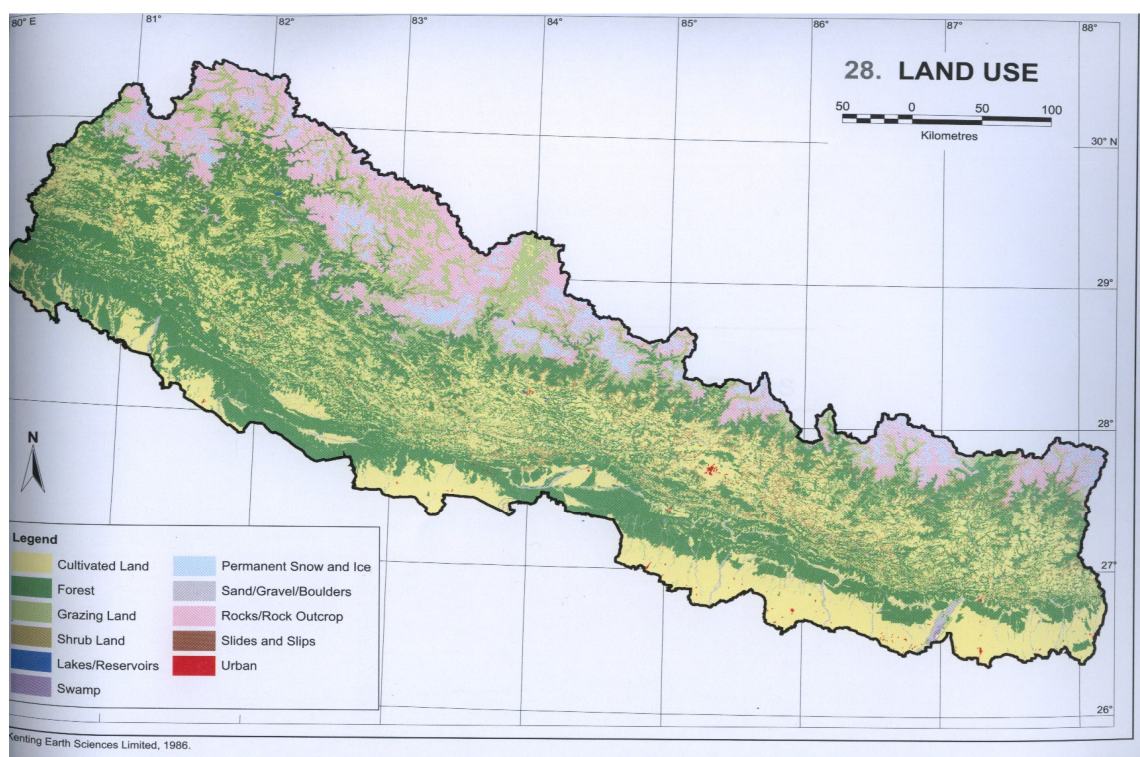 80° E 81° 82° 83° 84° 85° 86° 87° 88°
28. LAND USE
50 0 50 100
Kilometres
30° N
29°
28°
N
27°
26°
Legend
Cultivated Land
Forest
Grazing Land
Shrub Land
Lakes/Reservoirs
Swamp
Permanent Snow and Ice
Sand/Gravel/Boulders
Rocks/Rock Outcrop
Slides and Slips
Urban
Kenting Earth Sciences Limited, 1986.